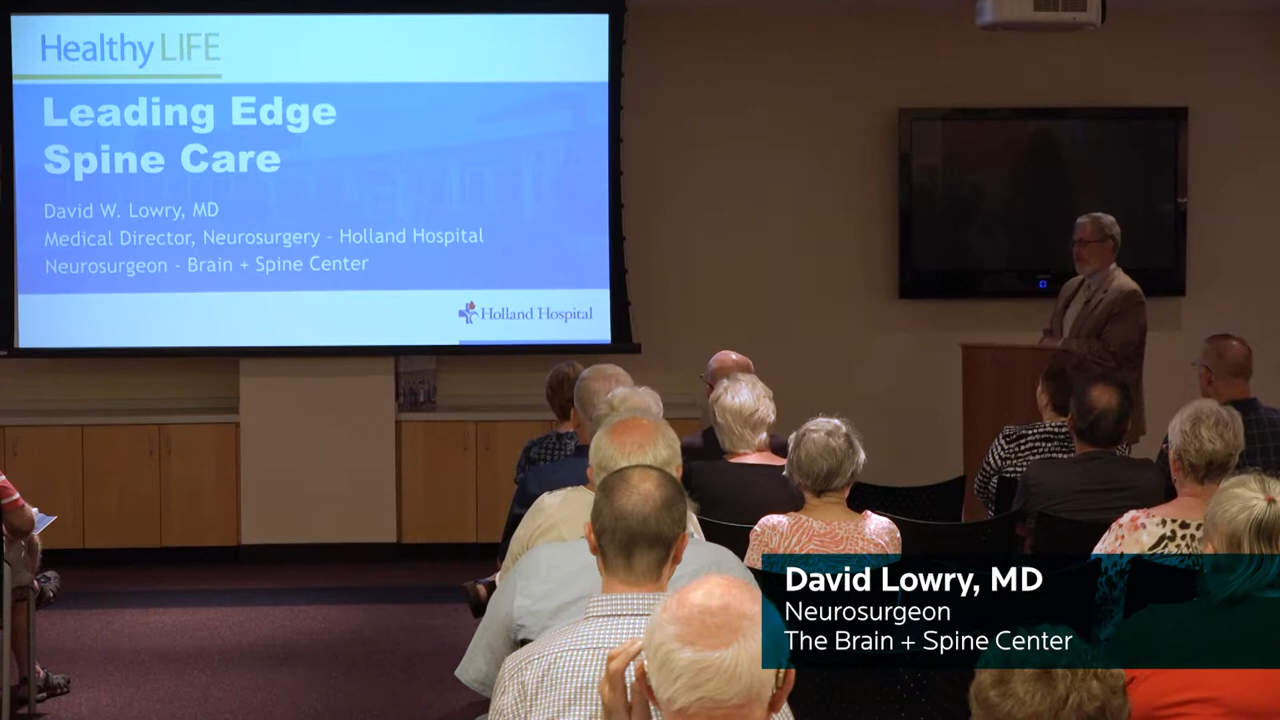 Healthy LIFE
Leading Edge
Spine Care
David W. Lowry, MD
Medical Director, Neurosurgery - Holland Hospital
Neurosurgeon - Brain + Spine Center
Holland Hospital
David Lowry, MD
Neurosurgeon
The Brain + Spine Center